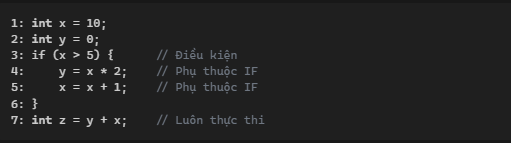 1: int x = 10;
2: int y = 0;
3: if (x > 5) {      // Điều kiện
4:     y = x * 2;    // Phụ thuộc IF
5:     x = x + 1;    // Phụ thuộc IF
6: }
7: int z = y + x;    // Luôn thực thi